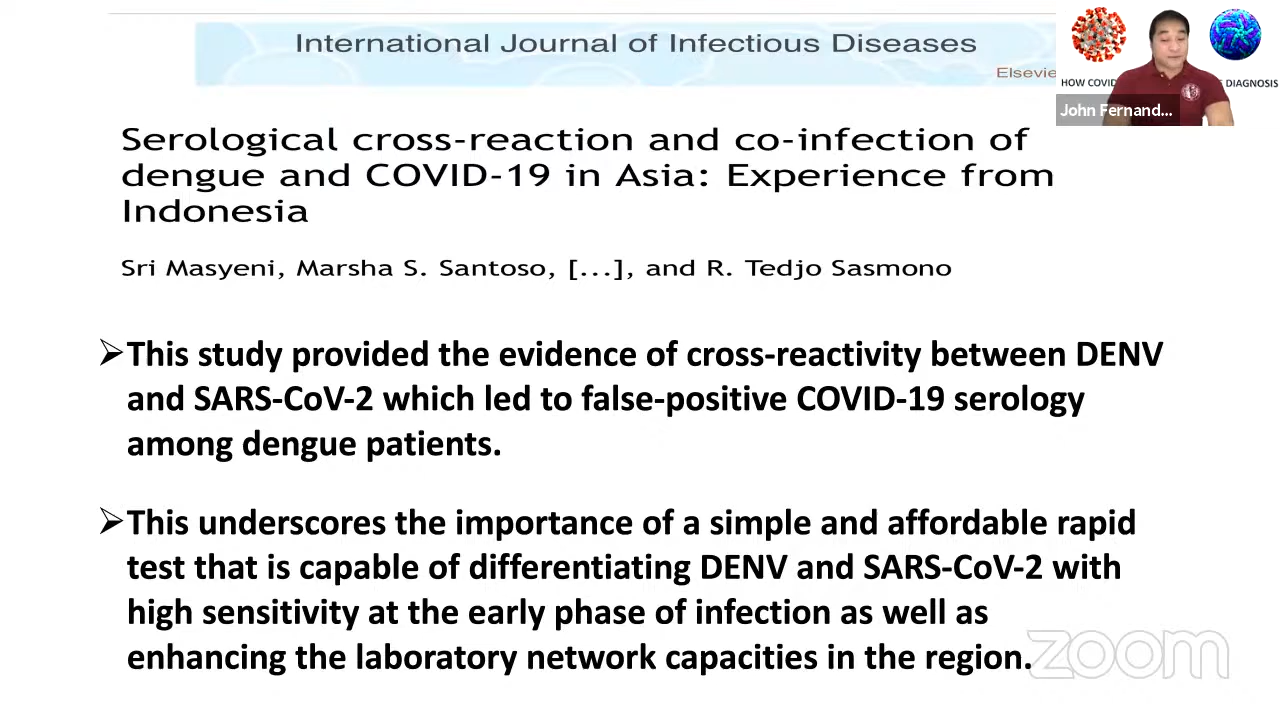 International Journal of Infectious Diseases
Elsevie
HOW COVID
DIAGNOSIS
John Fernand...
Serological cross-reaction and co-infection of
dengue and COVID-19 in Asia: Experience from
Indonesia
Sri Masyeni, Marsha S. Santoso, [...], and R. Tedjo Sasmono
➢This study provided the evidence of cross-reactivity between DENV
and SARS-CoV-2 which led to false-positive COVID-19 serology
among dengue patients.
➢This underscores the importance of a simple and affordable rapid
test that is capable of differentiating DENV and SARS-CoV-2 with
high sensitivity at the early phase of infection as well as
enhancing the laboratory network capacities in the region.
zoom